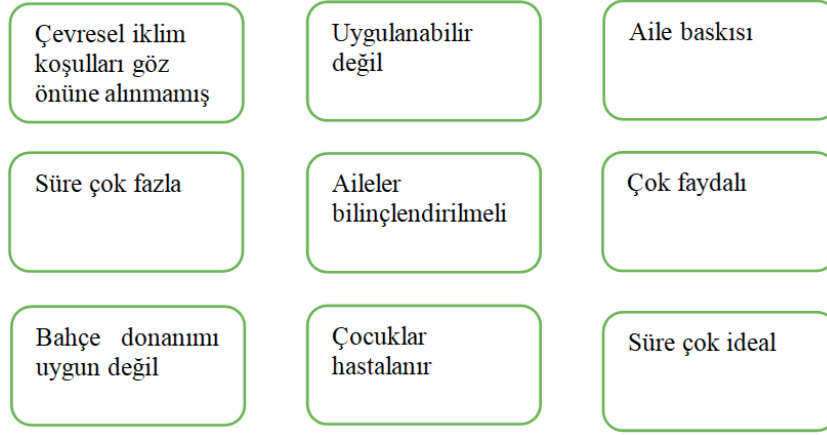 Çevresel iklim
koşulları göz
önüne alınmamış
Uygulanabilir
değil
Aile baskısı
Süre çok fazla
Aileler
bilinçlendirilmeli
Çok faydalı
Bahçe donanımı
uygun değil
Çocuklar
hastalanır
Süre çok ideal